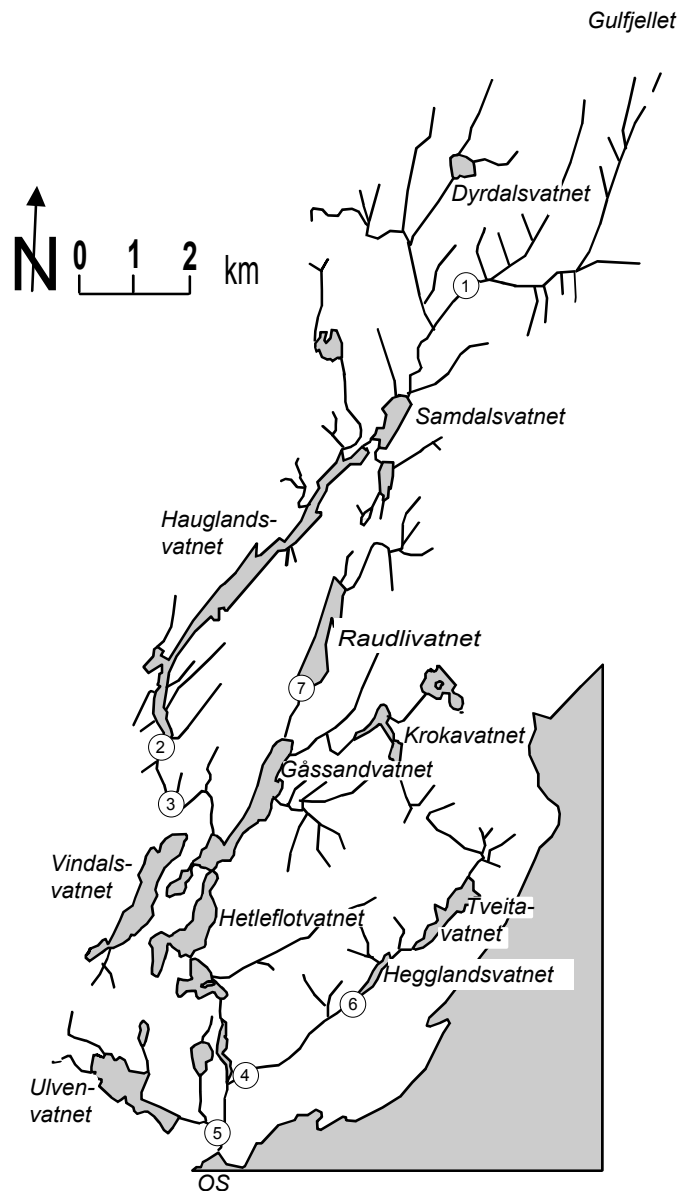 Gulfjellet
Dyrdalsvatnet
N
0 1 2 km
1
Samdalsvatnet
Hauglands-
vatnet
Raudlivatnet
7
Krokavatnet
2
Gåssandvatnet
3
Vindals-
vatnet
Hetleflotvatnet
Tveita-
vatnet
Hegglandsvatnet
6
4
Ulven-
vatnet
5
OS